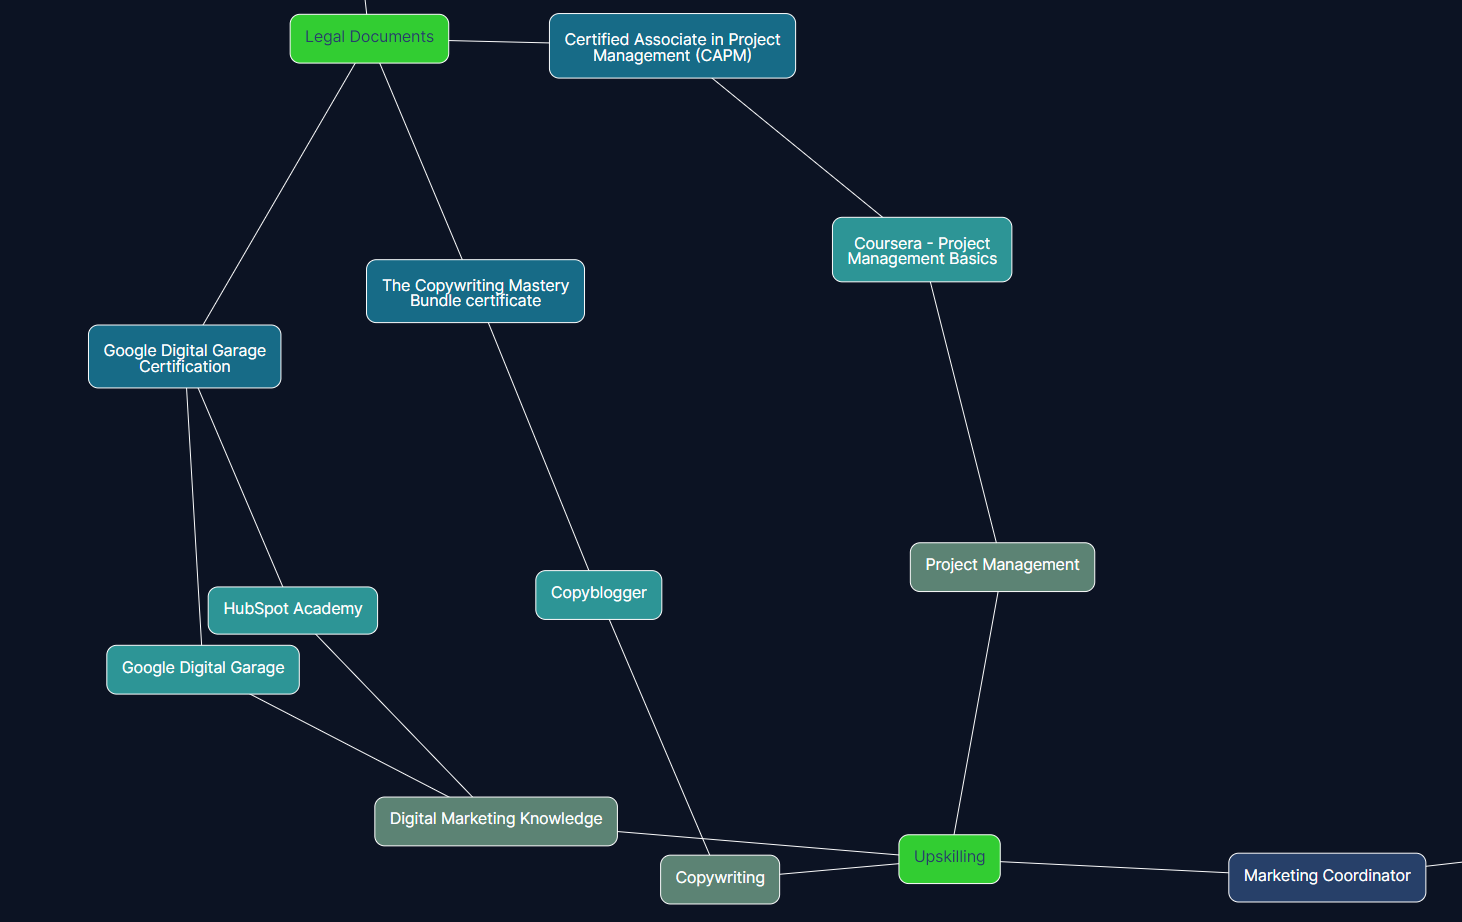 Legal Documents
Certified Associate in Project
Management (CAPM)
Coursera - Project
Management Basics
The Copywriting Mastery
Bundle certificate
Google Digital Garage
Certification
Project Management
Copyblogger
HubSpot Academy
Google Digital Garage
Digital Marketing Knowledge
Upskilling
Copywriting
Marketing Coordinator